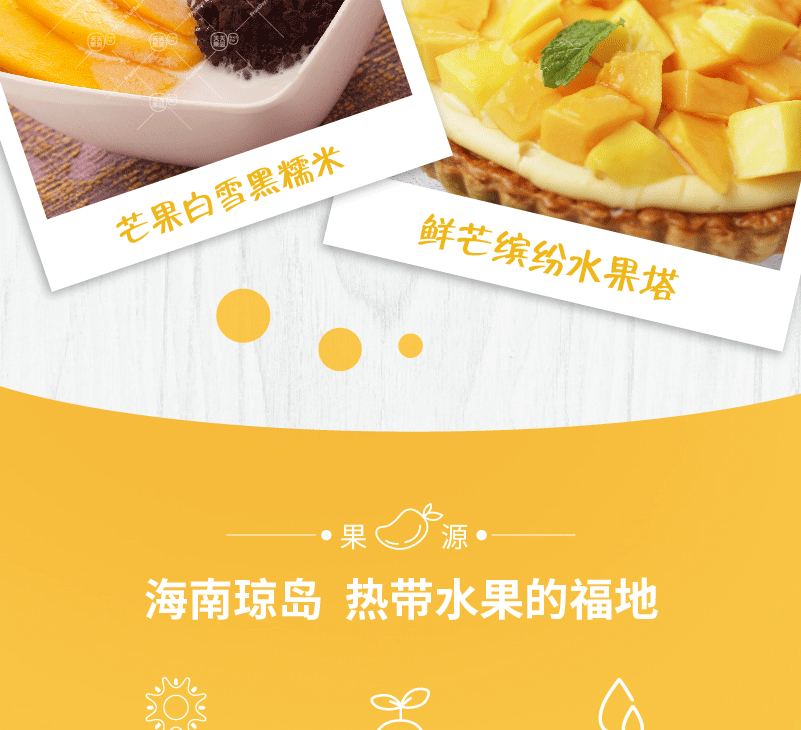 芒果白雪黑糯米
鲜芒缤纷水果塔
果 源
海南琼岛 热带水果的福地